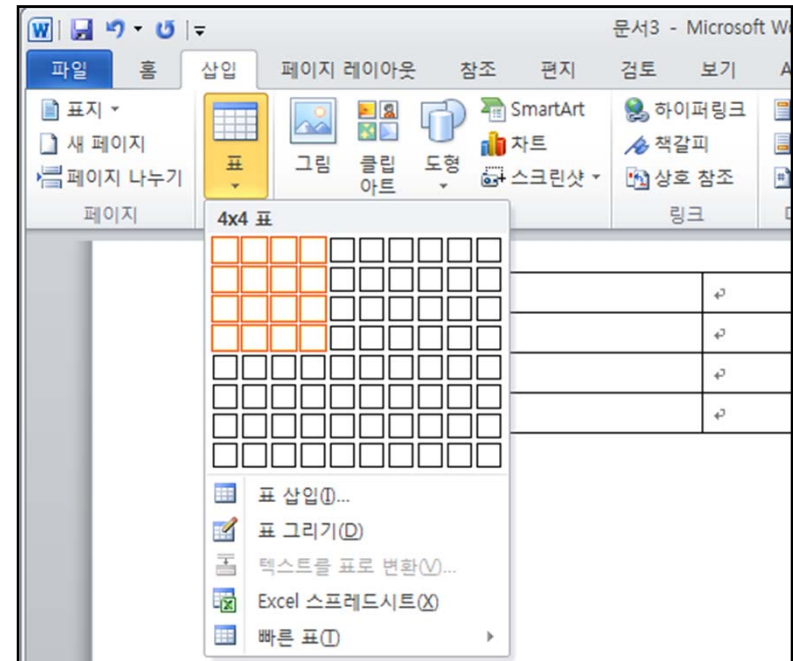 문서3 - Microsoft Wo
파일 홈 삽입 페이지 레이아웃 참조 편지 검토 보기 A
표지
새 페이지
페이지 나누기
페이지
표
그림
클립
아트
도형
SmartArt
차트
스크린샷
하이퍼링크
책갈피
상호 참조
링크
4x4 표
표 삽입(I)...
표 그리기(D)
텍스트를 표로 변환(V)...
Excel 스프레드시트(X)
빠른 표(T)